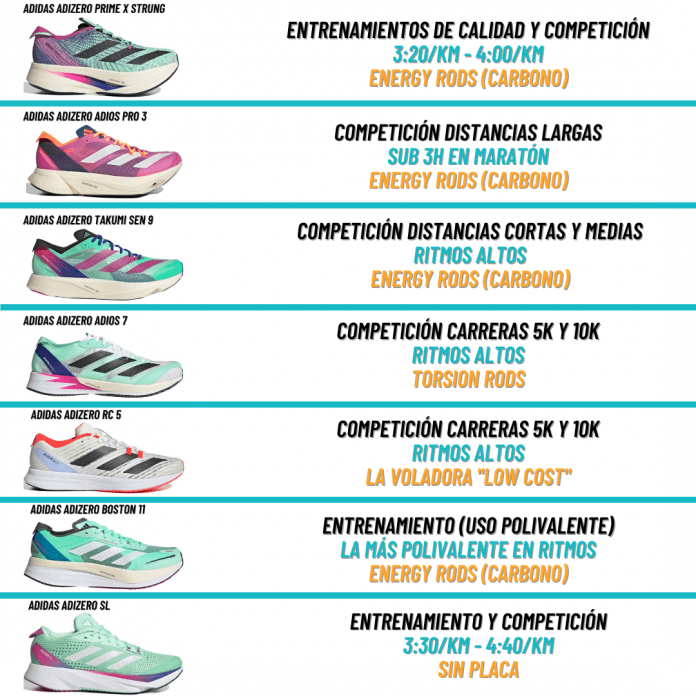 ADIDAS ADIZERO PRIME X STRUNG
ENTRENAMIENTOS DE CALIDAD Y COMPETICIÓN
3:20/KM - 4:00/KM
ENERGY RODS (CARBONO)
ADIDAS ADIZERO ADIOS PRO 3
COMPETICIÓN DISTANCIAS LARGAS
SUB 3H EN MARATÓN
ENERGY RODS (CARBONO)
ADIDAS ADIZERO TAKUMI SEN 9
COMPETICIÓN DISTANCIAS CORTAS Y MEDIAS
RITMOS ALTOS
ENERGY RODS (CARBONO)
ADIDAS ADIZERO ADIOS 7
COMPETICIÓN CARRERAS 5K Y 10K
RITMOS ALTOS
TORSION RODS
ADIDAS ADIZERO RC 5
COMPETICIÓN CARRERAS 5K Y 10K
RITMOS ALTOS
LA VOLADORA "LOW COST"
ADIDAS ADIZERO BOSTON 11
ENTRENAMIENTO (USO POLIVALENTE)
LA MÁS POLIVALENTE EN RITMOS
ENERGY RODS (CARBONO)
ADIDAS ADIZERO SL
ENTRENAMIENTO Y COMPETICIÓN
3:30/KM - 4:40/KM
SIN PLACA